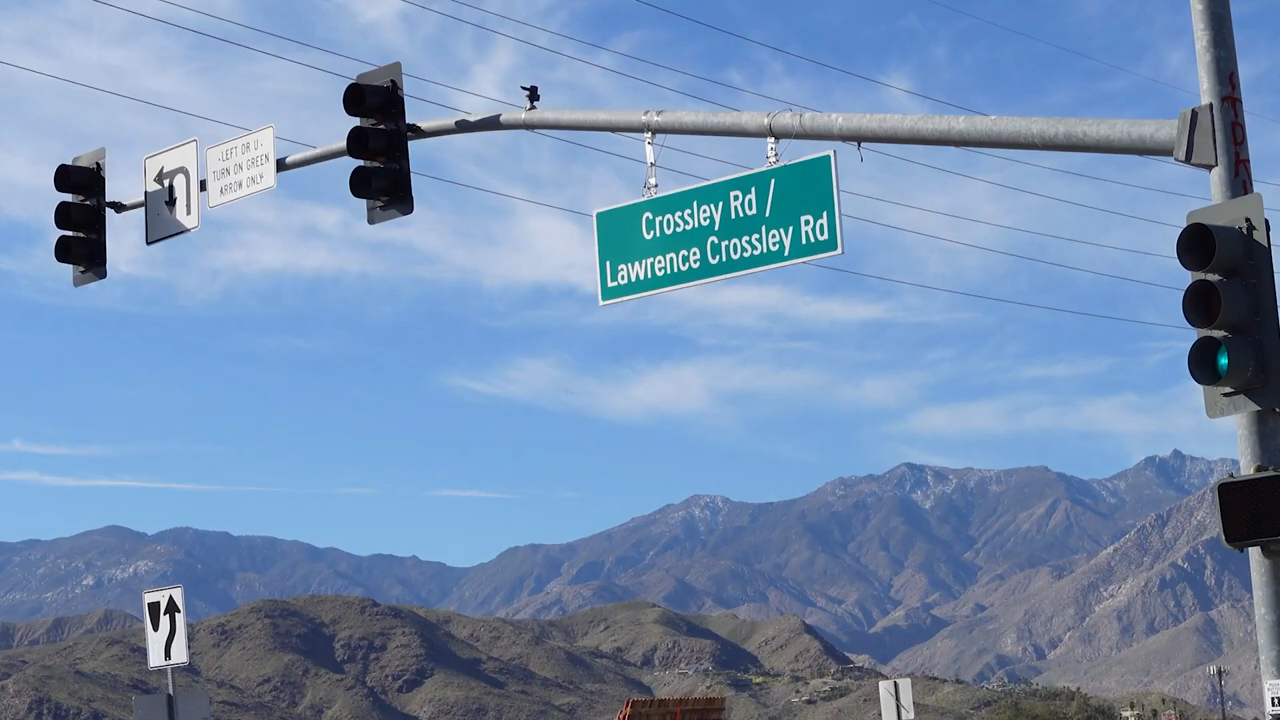 -LEFT OR U-
TURN ON GREEN
ARROW ONLY
Crossley Rd /
Lawrence Crossley Rd